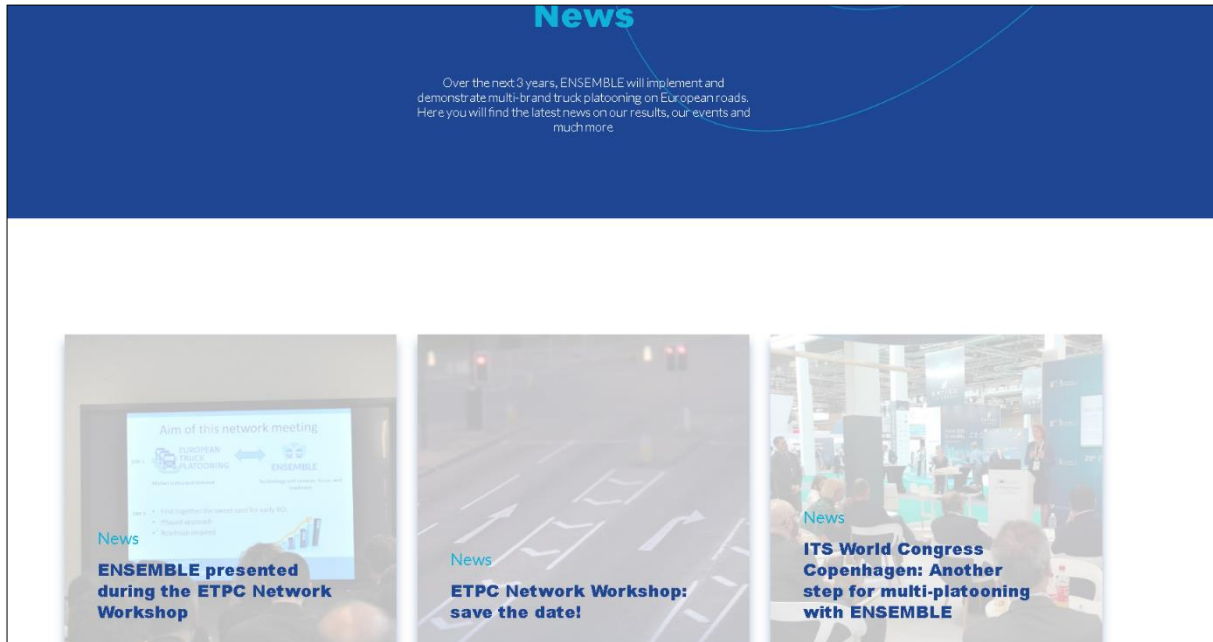 News
Over the next 3 years, ENSEMBLE will implement and
demonstrate multi-brand truck platooning on European roads.
Here you will find the latest news on our results, our events and
much more
Aim of this network meeting
EUROPEAN
TRUCK
PLATOONING
ENSEMBLE
News
ENSEMBLE presented
during the ETPC Network
Workshop
News
ETPC Network Workshop:
save the date!
News
ITS World Congress
Copenhagen: Another
step for multi-platooning
with ENSEMBLE